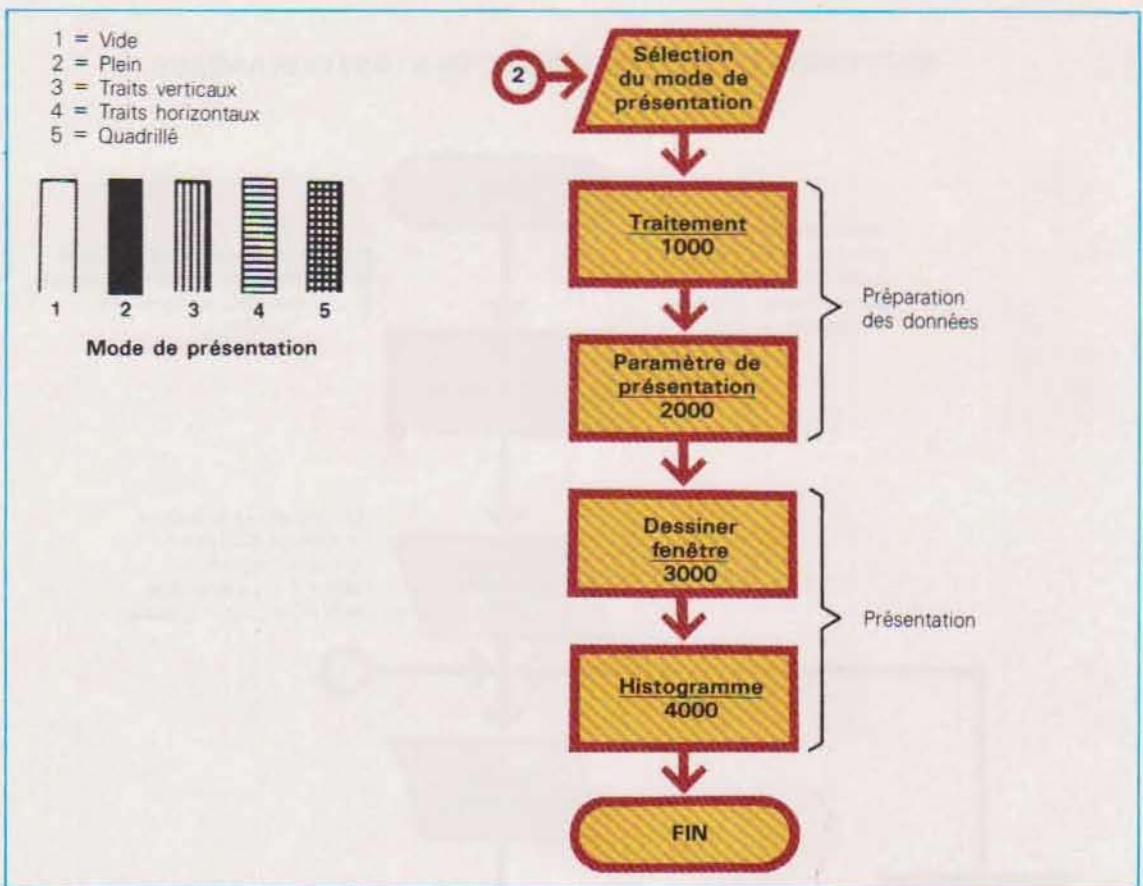 1 = Vide
2 = Plein
3 = Traits verticaux
4 = Traits horizontaux
5 = Quadrillé
1 2 3 4 5
Mode de présentation
2
Sélection
du mode de
présentation
Traitement
1000
Paramètre de
présentation
2000
Préparation
des données
Dessiner
fenêtre
3000
Histogramme
4000
Présentation
FIN